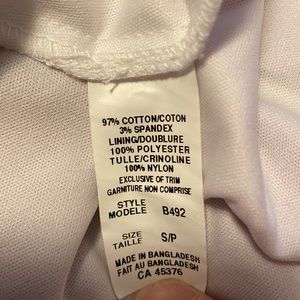 97% COTTON/COTON
3% SPANDEX
LINING/DOUBLURE
100% POLYESTER
TULLE/CRINOLINE
100% NYLON
EXCLUSIVE OF TRIM
GARNITURE NON COMPRISE
STYLE
MODELE B492
SIZE
TAILLE S/P
MADE IN BANGLADESH
FAIT AU BANGLADESH
CA 45376